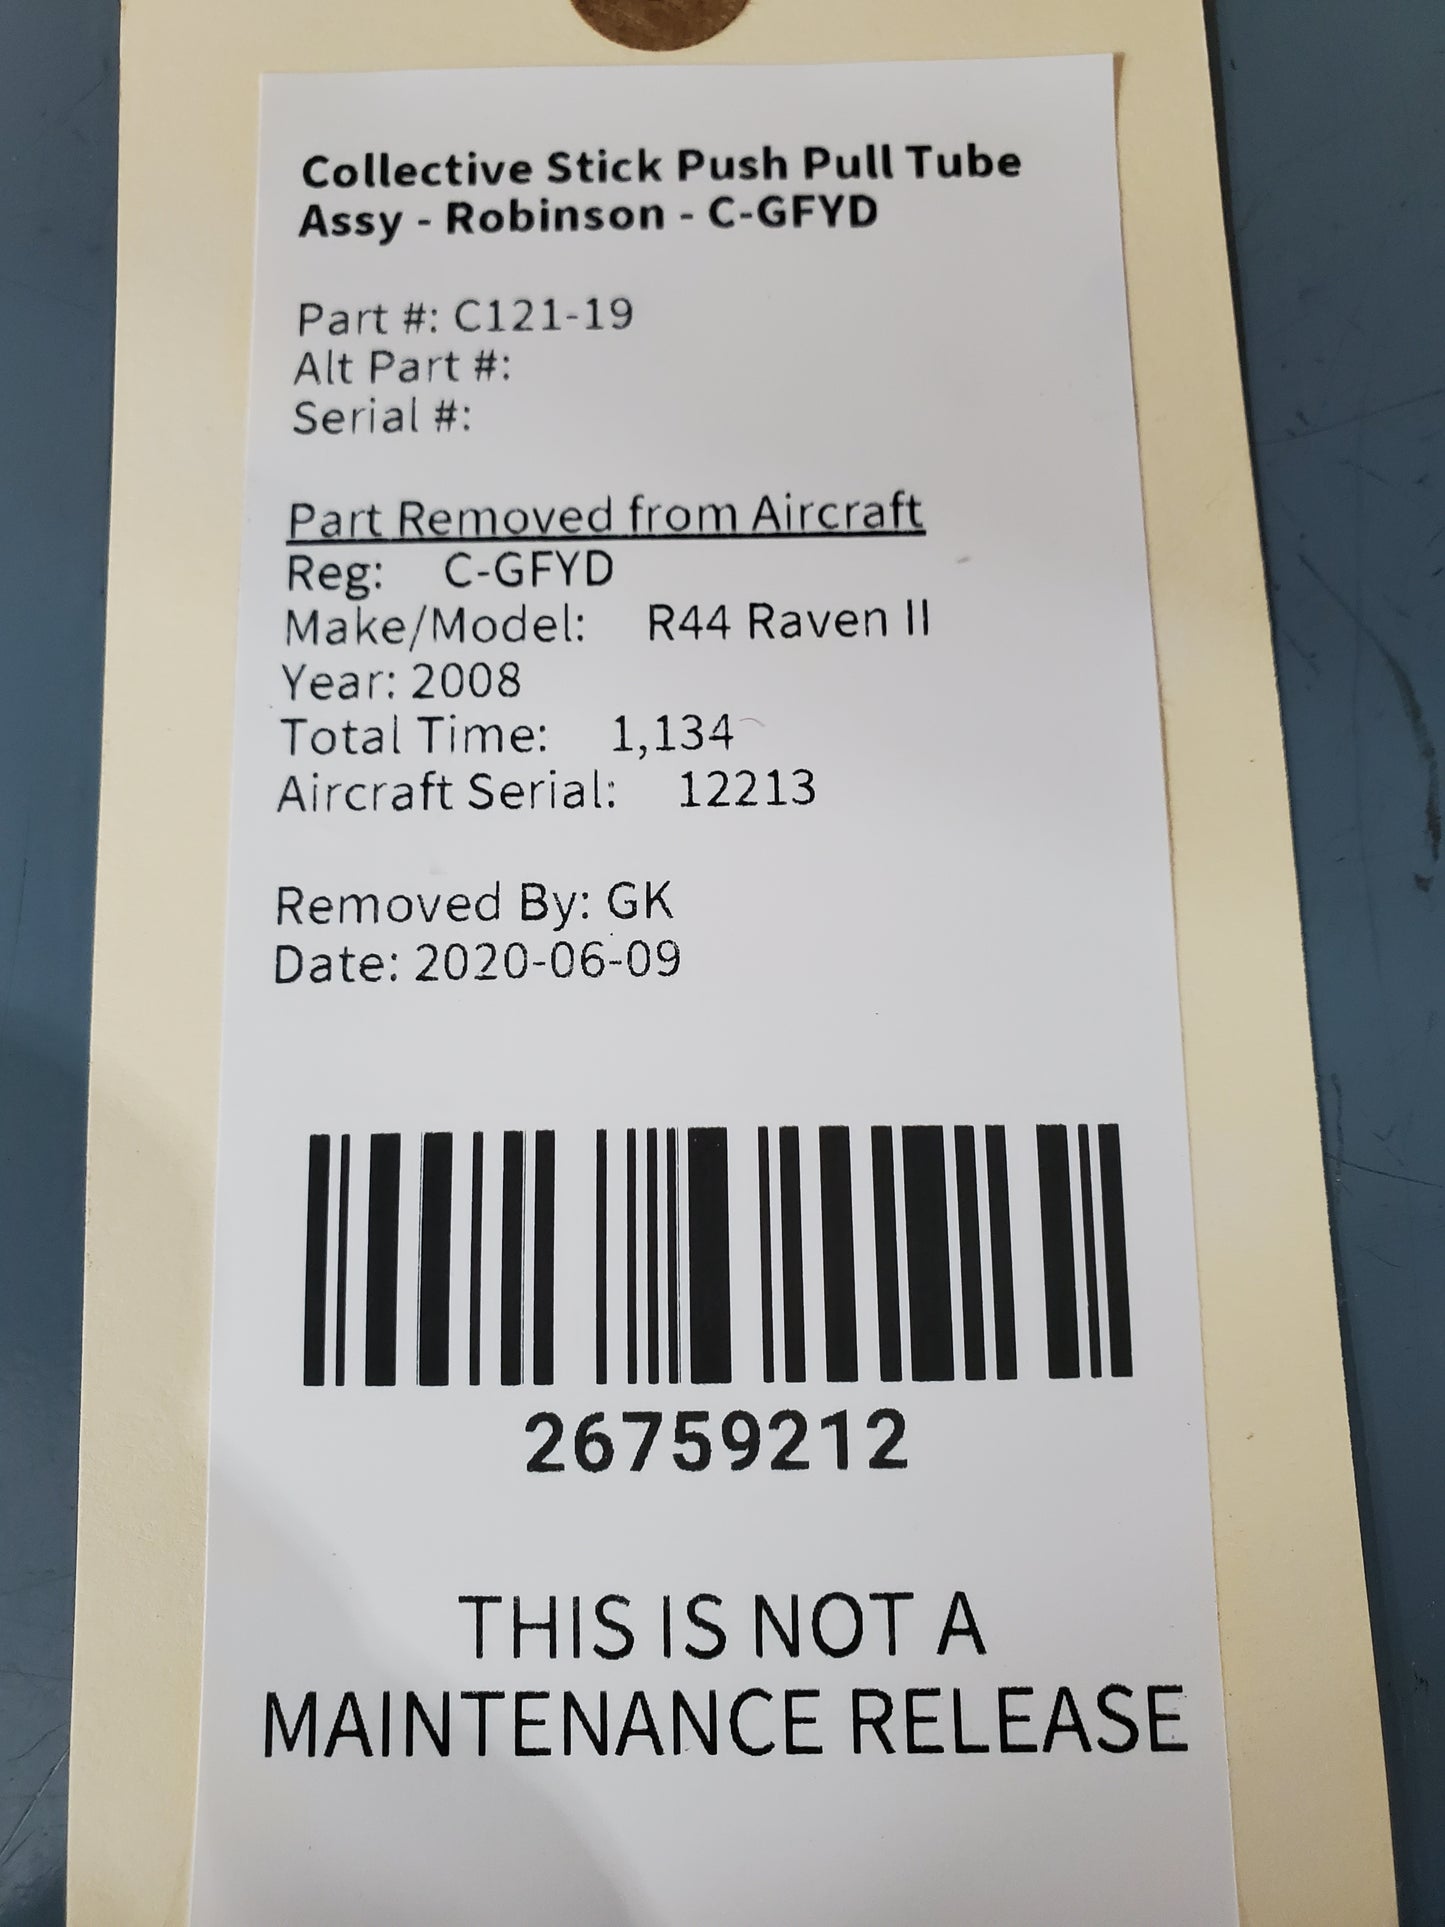 Collective Stick Push Pull Tube
Assy - Robinson - C-GFYD
Part #: C121-19
Alt Part #:
Serial #:
Part Removed from Aircraft
Reg: C-GFYD
Make/Model: R44 Raven II
Year: 2008
Total Time: 1,134
Aircraft Serial: 12213
Removed By: GK
Date: 2020-06-09
26759212
THIS IS NOT A
MAINTENANCE RELEASE